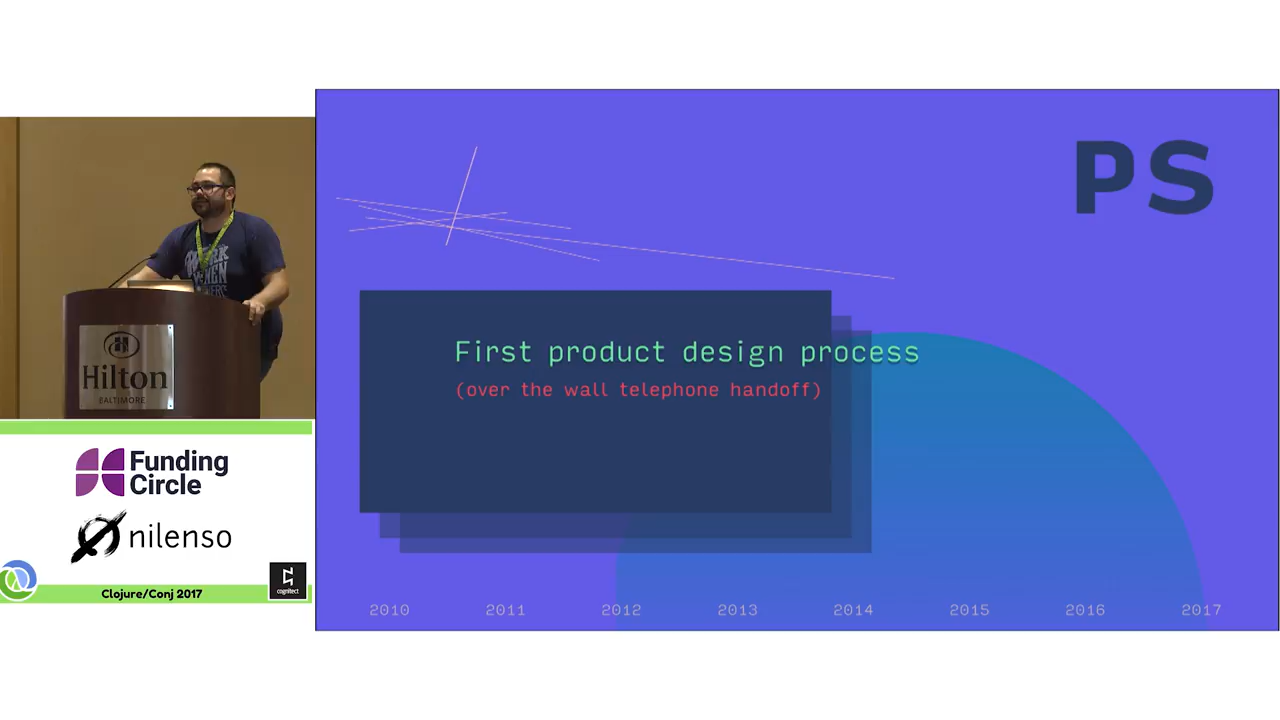 PS
First product design process
(over the wall telephone handoff)
2010 2011 2012 2013 2014 2015 2016 2017
WORK
Hilton
BALTIMORE
Funding
Circle
nilenso
Clojure/Conj 2017
cognitect